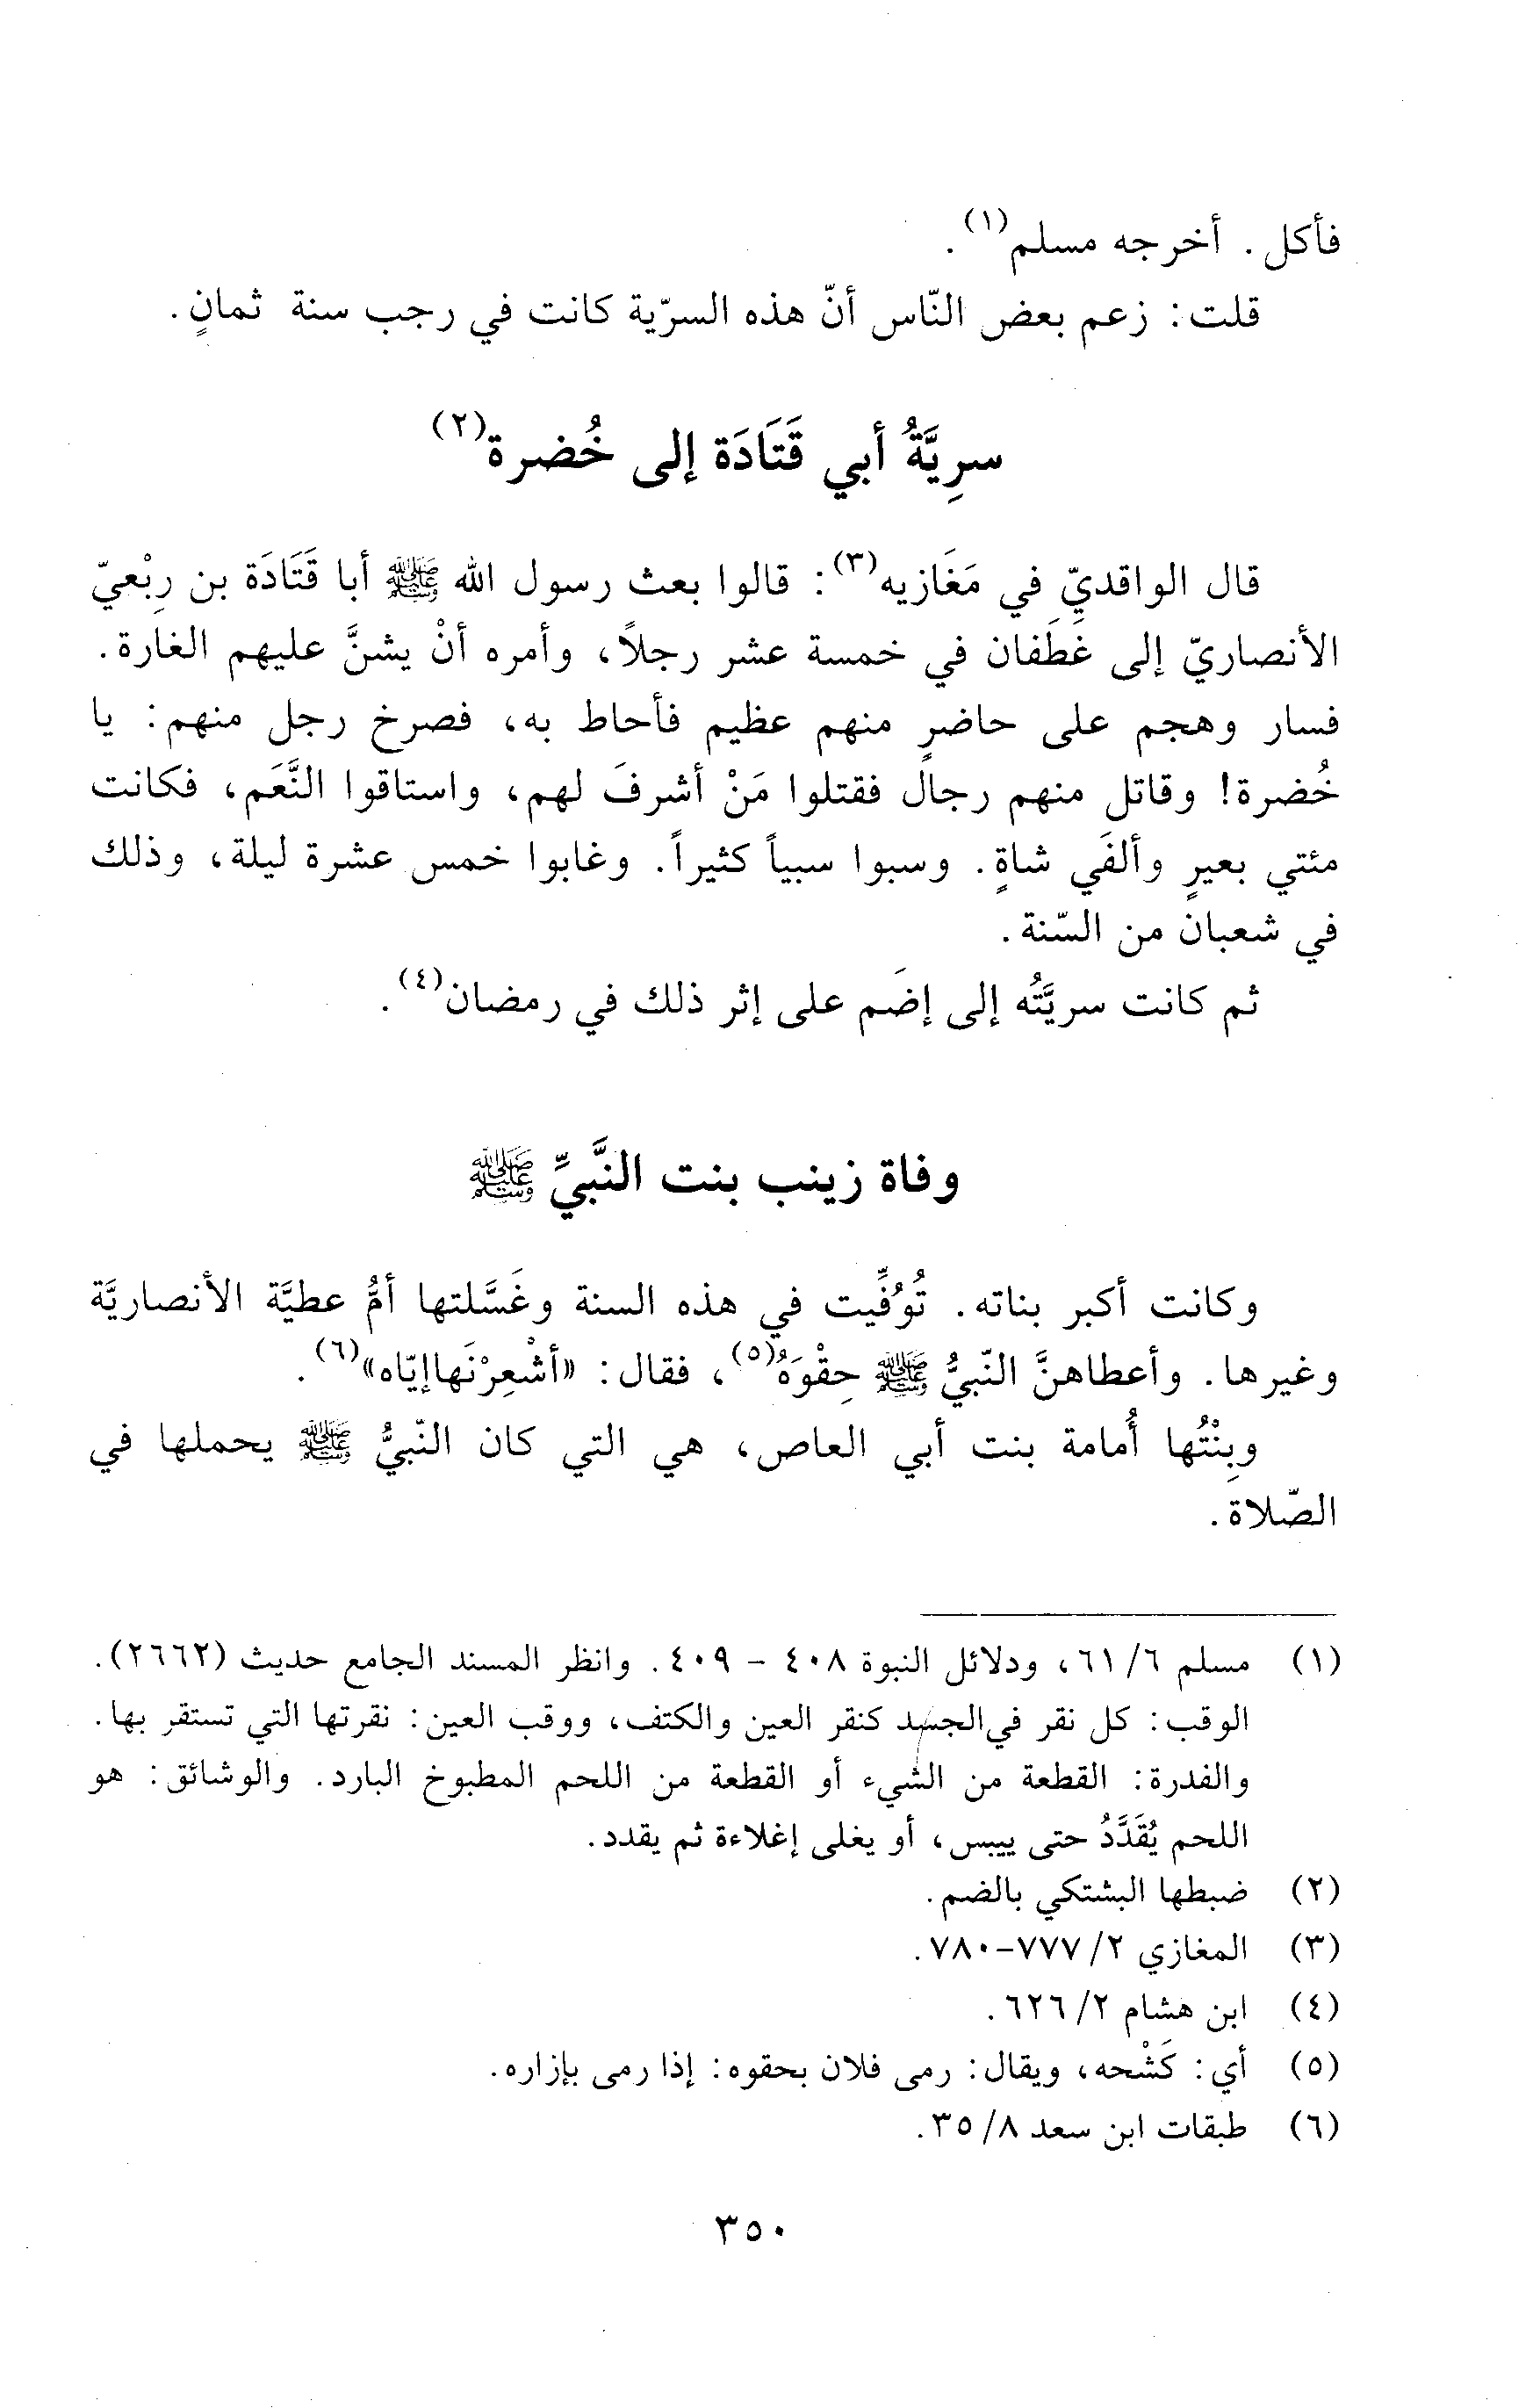 فأكل. أخرجه مسلم(١).
قلت: زعم بعض النّاس أنّ هذه السرّية كانت في رجب سنة ثمانٍ.
سرِيَّةُ أبي قَتَادَة إلى خُضرة(٢)
قال الواقديّ في مَغَازيه(٣): قالوا بعث رسول الله ﷺ أبا قَتَادَة بن رِبْعيّ
الأنصاريّ إلى غَطَفان في خمسة عشر رجلاً، وأمره أنْ يشنَّ عليهم الغارة.
فسار وهجم على حاضرٍ منهم عظيم فأحاط به، فصرخ رجل منهم: يا
خُضرة! وقاتل منهم رجال فقتلوا مَنْ أشرفَ لهم، واستاقوا النَّعَم، فكانت
مئتي بعيرٍ وألفَي شاةٍ. وسبوا سبياً كثيراً. وغابوا خمس عشرة ليلة، وذلك
في شعبان من السّنة.
ثم كانت سريَّتُه إلى إضَم على إثر ذلك في رمضان(٤).
وفاة زينب بنت النَّبيِّ ﷺ
وكانت أكبر بناته. تُوُفِّيت في هذه السنة وغَسَّلتها أمُّ عطيَّة الأنصاريَّة
وغيرها. وأعطاهنَّ النّبيُّ ﷺ حِقْوَهُ(٥)، فقال: «أشْعِرْنَهاإيّاه»(٦).
وبِنْتُها أُمامة بنت أبي العاص، هي التي كان النّبيُّ ﷺ يحملها في
الصّلاة.
(١) مسلم ٦/ ٦١، ودلائل النبوة ٤٠٨ - ٤٠٩. وانظر المسند الجامع حديث (٢٦٦٢).
الوقب: كل نقر في الجسد كنقر العين والكتف، ووقب العين: نقرتها التي تستقر بها.
والفدرة: القطعة من الشيء أو القطعة من اللحم المطبوخ البارد. والوشائق: هو
اللحم يُقَدَّدُ حتى ييبس، أو يغلى إغلاءة ثم يقدد.
(٢) ضبطها البشتكي بالضم.
(٣) المغازي ٢/ ٧٧٧-٧٨٠.
(٤) ابن هشام ٢/ ٦٢٦.
(٥) أي: كَشْحه، ويقال: رمى فلان بحقوه: إذا رمى بإزاره.
(٦) طبقات ابن سعد ٨/ ٣٥.
٣٥٠